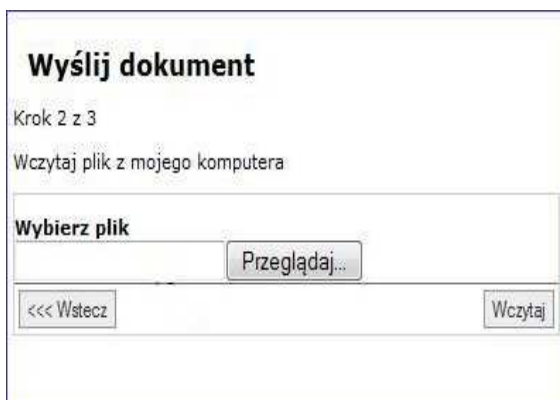 Wyślij dokument
Krok 2 z 3
Wczytaj plik z mojego komputera
Wybierz plik
Przeglądaj...
<<< Wstecz Wczytaj